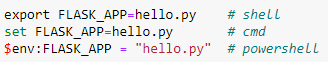 export FLASK_APP=hello.py    # shell
set FLASK_APP=hello.py       # cmd
$env:FLASK_APP = "hello.py"  # powershell